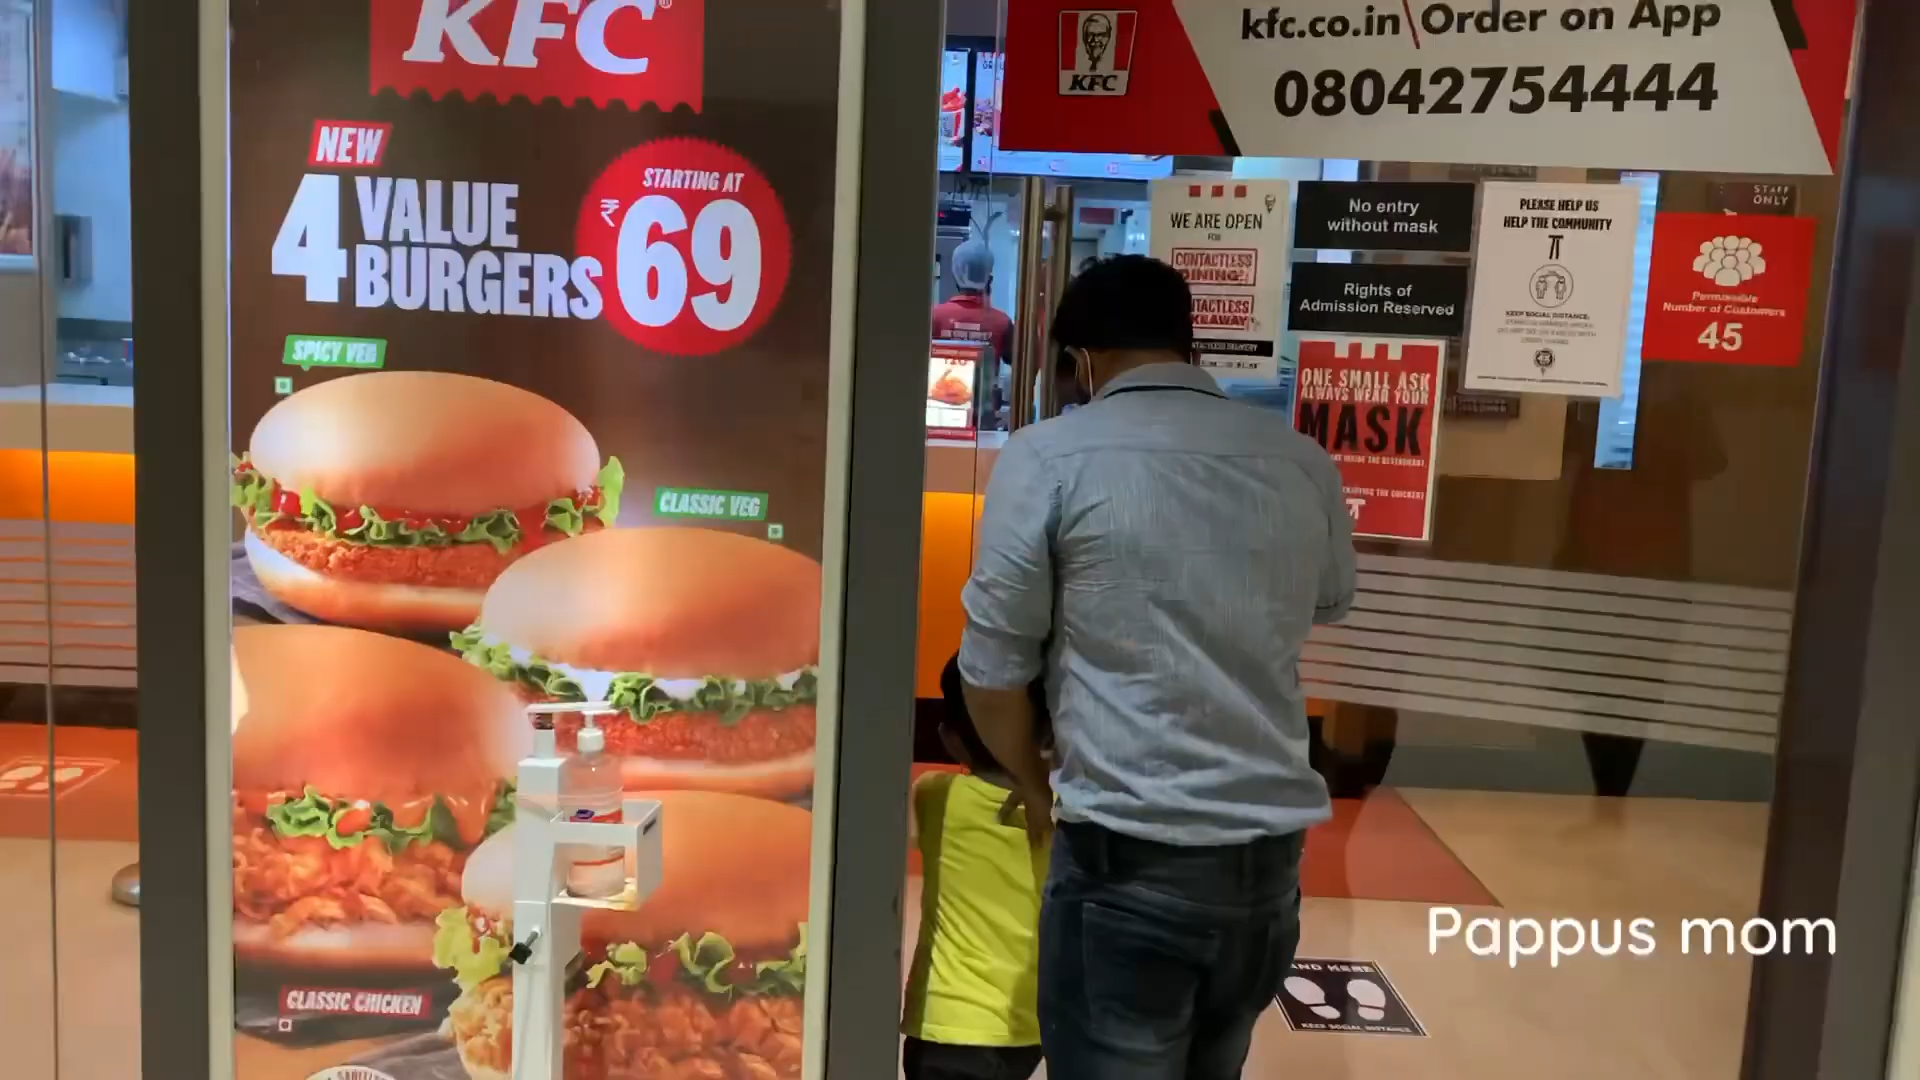 KFC®
NEW
4 VALUE
BURGERS
STARTING AT
₹69
SPICY VEG
CLASSIC VEG
CLASSIC CHICKEN
kfc.co.in\Order on App
08042754444
KFC
WE ARE OPEN
FOR
CONTACTLESS
DINING
No entry
without mask
Rights of
Admission Reserved
PLEASE HELP US
HELP THE COMMUNITY
KEEP SOCIAL DISTANCE
STAFF
ONLY
Permissible
Number of Customers
45
ONE SMALL ASK
ALWAYS WEAR YOUR
MASK
KEEP SOCIAL DISTANCE
Pappus mom